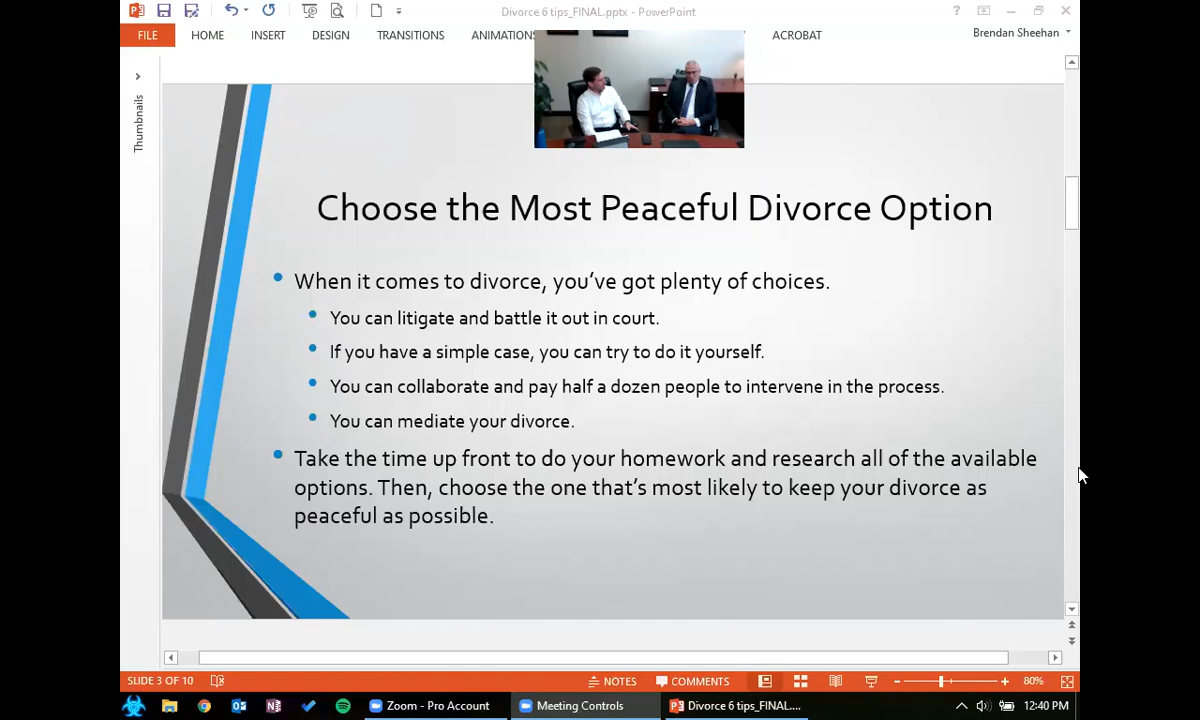 Divorce 6 tips_FINAL.pptx - PowerPoint
FILE HOME INSERT DESIGN TRANSITIONS ANIMATIONS ACROBAT Brendan Sheehan
Thumbnails
Choose the Most Peaceful Divorce Option
When it comes to divorce, you’ve got plenty of choices.
You can litigate and battle it out in court.
If you have a simple case, you can try to do it yourself.
You can collaborate and pay half a dozen people to intervene in the process.
You can mediate your divorce.
Take the time up front to do your homework and research all of the available
options. Then, choose the one that’s most likely to keep your divorce as
peaceful as possible.
SLIDE 3 OF 10 NOTES COMMENTS 80%
Zoom - Pro Account Meeting Controls Divorce 6 tips_FINAL.... 12:40 PM